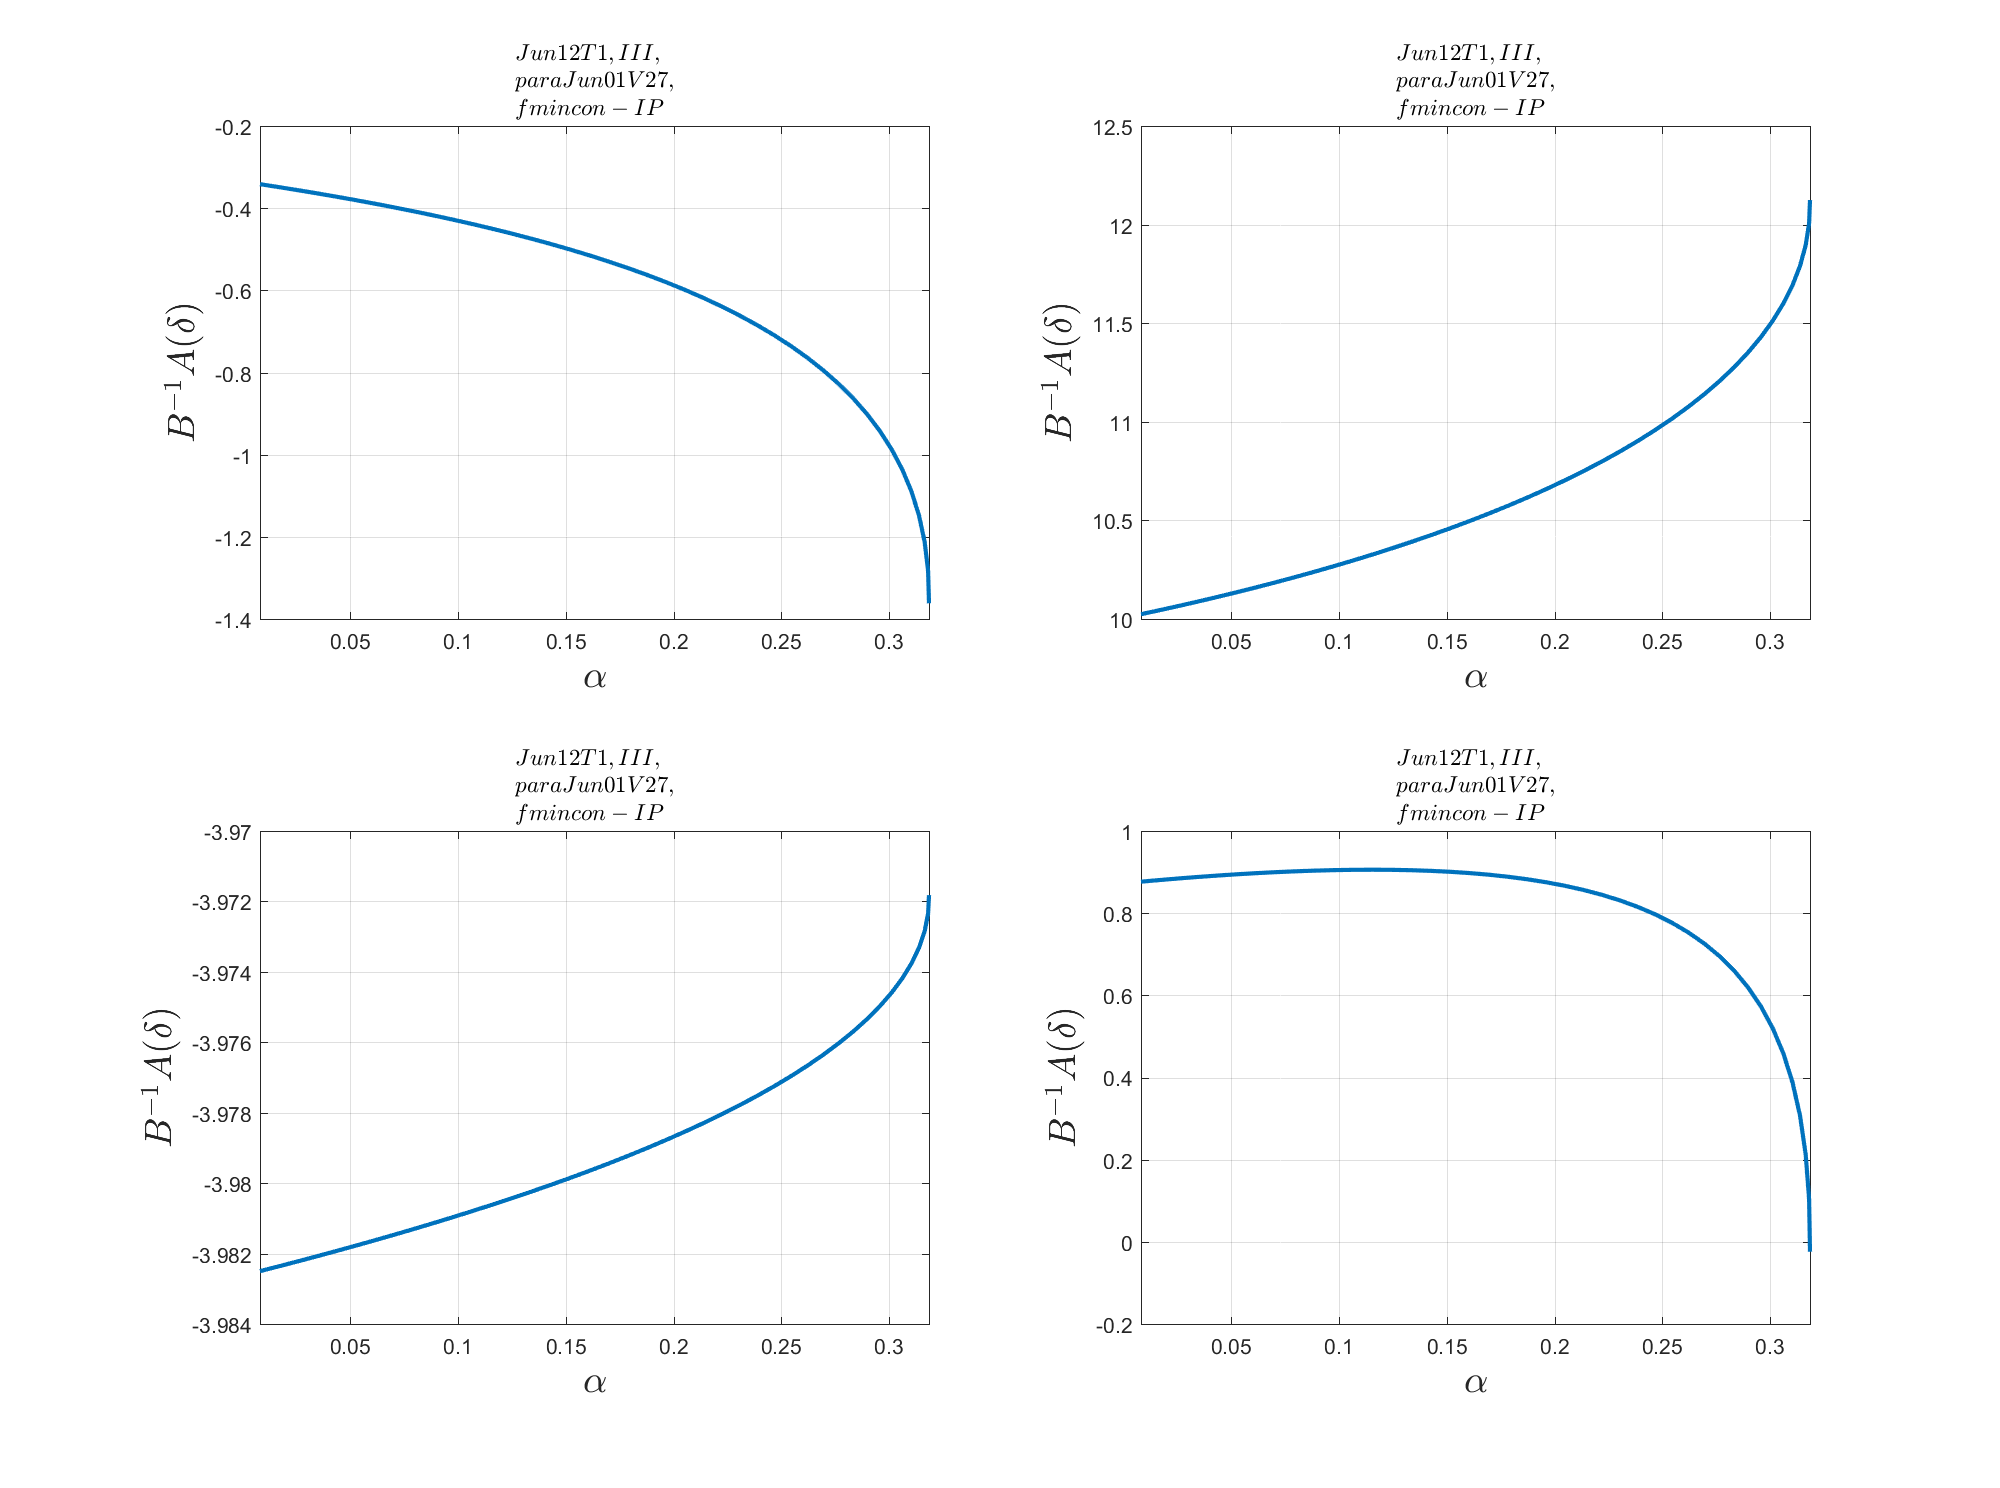 Jun12T1, III,
paraJun01V27,
fmincon − IP
Jun12T1, III,
paraJun01V27,
fmincon − IP
-0.2
-0.4
-0.6
-0.8
-1
-1.2
-1.4
B⁻¹A(δ)
0.05 0.1 0.15 0.2 0.25 0.3
α
12.5
12
11.5
11
10.5
10
B⁻¹A(δ)
0.05 0.1 0.15 0.2 0.25 0.3
α
Jun12T1, III,
paraJun01V27,
fmincon − IP
Jun12T1, III,
paraJun01V27,
fmincon − IP
-3.97
-3.972
-3.974
-3.976
-3.978
-3.98
-3.982
-3.984
B⁻¹A(δ)
0.05 0.1 0.15 0.2 0.25 0.3
α
1
0.8
0.6
0.4
0.2
0
-0.2
B⁻¹A(δ)
0.05 0.1 0.15 0.2 0.25 0.3
α